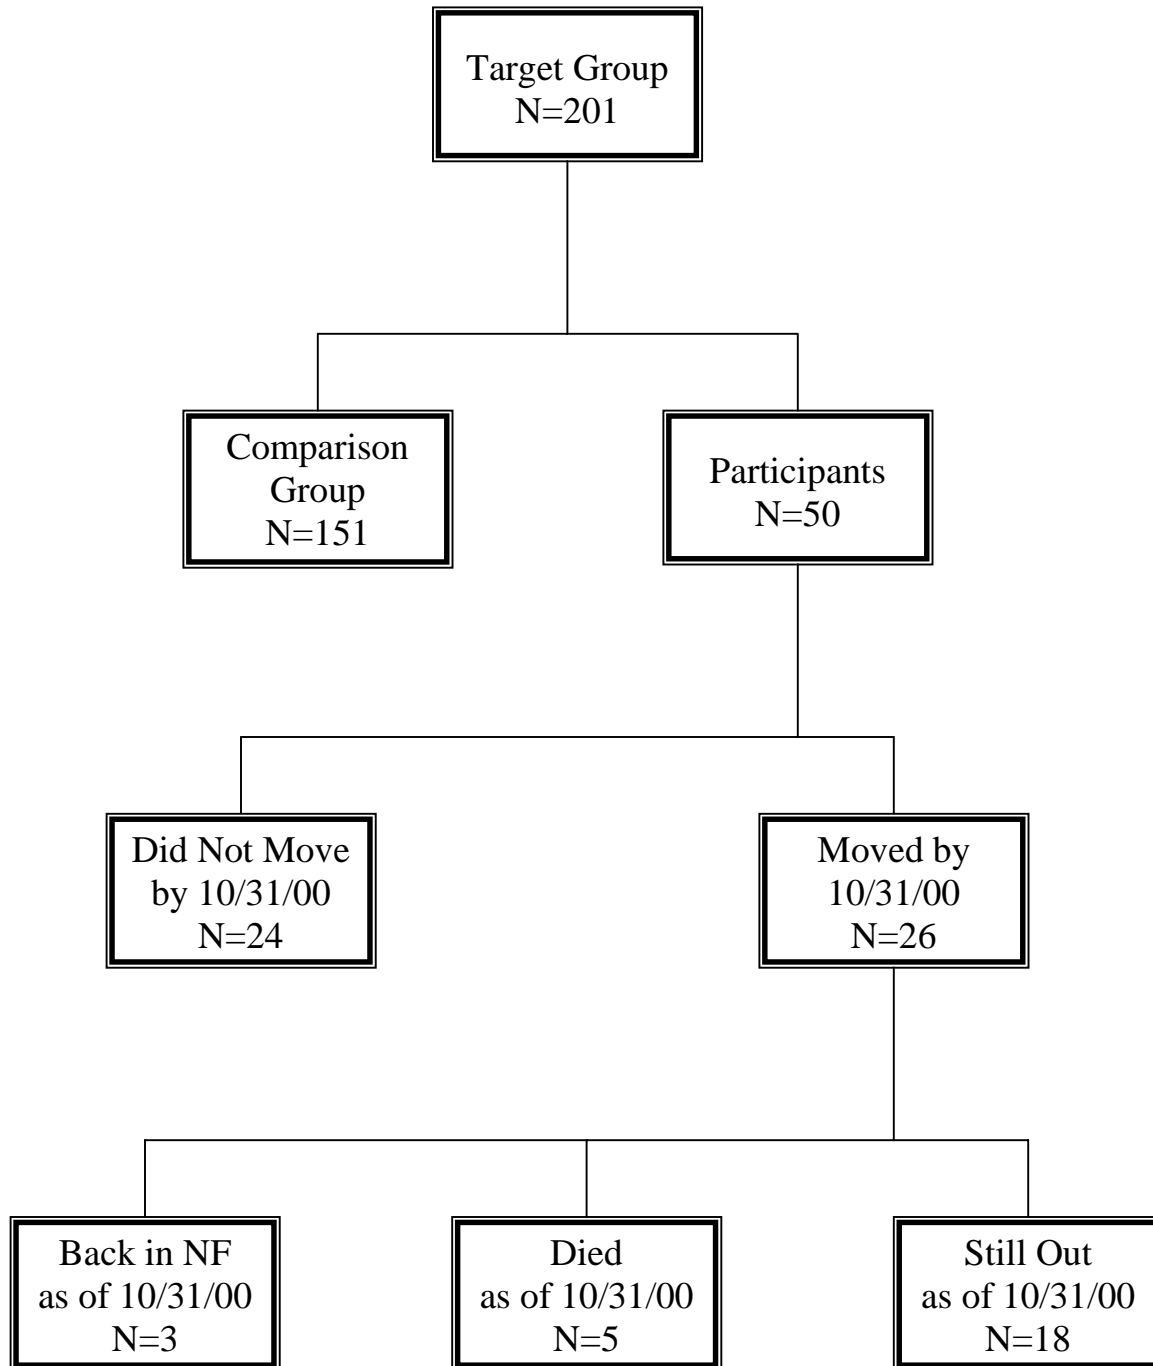 Target Group
N=201
Comparison
Group
N=151
Participants
N=50
Did Not Move
by 10/31/00
N=24
Moved by
10/31/00
N=26
Back in NF
as of 10/31/00
N=3
Died
as of 10/31/00
N=5
Still Out
as of 10/31/00
N=18